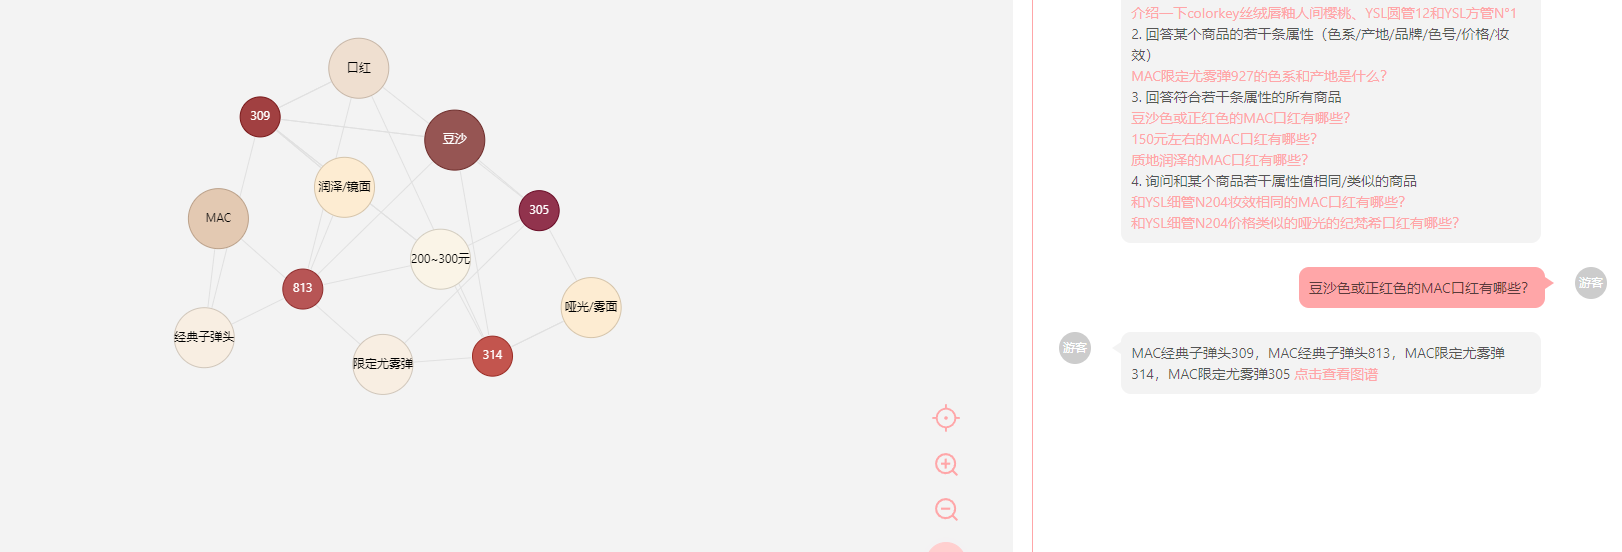 口红
309
豆沙
润泽/镜面
MAC
305
200~300元
813
哑光/雾面
经典子弹头
限定尤雾弹
314
介绍一下colorkey丝绒唇釉人间樱桃、YSL圆管12和YSL方管N°1
2. 回答某个商品的若干条属性（色系/产地/品牌/色号/价格/妆
效）
MAC限定尤雾弹927的色系和产地是什么？
3. 回答符合若干条属性的所有商品
豆沙色或正红色的MAC口红有哪些？
150元左右的MAC口红有哪些？
质地润泽的MAC口红有哪些？
4. 询问和某个商品若干属性值相同/类似的商品
和YSL细管N204妆效相同的MAC口红有哪些？
和YSL细管N204价格类似的哑光的纪梵希口红有哪些？
豆沙色或正红色的MAC口红有哪些？
游客
游客
MAC经典子弹头309，MAC经典子弹头813，MAC限定尤雾弹
314，MAC限定尤雾弹305 点击查看图谱